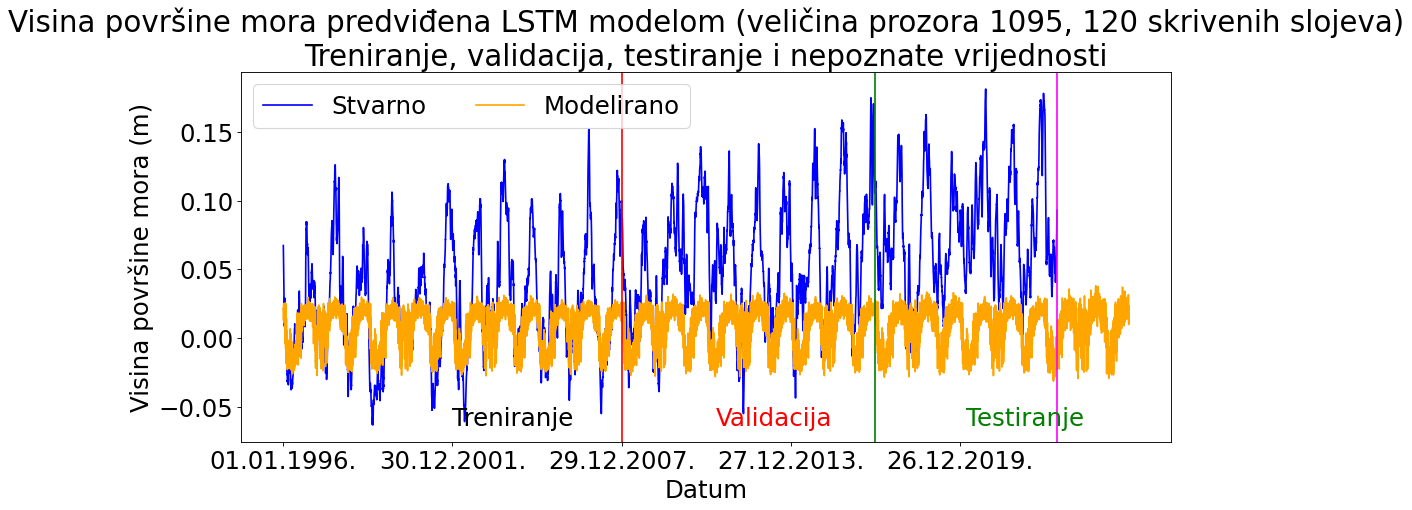 Visina površine mora predviđena LSTM modelom (veličina prozora 1095, 120 skrivenih slojeva)
Treniranje, validacija, testiranje i nepoznate vrijednosti
Stvarno Modelirano
Visina površine mora (m)
0.15
0.10
0.05
0.00
−0.05
Treniranje Validacija Testiranje
01.01.1996. 30.12.2001. 29.12.2007. 27.12.2013. 26.12.2019.
Datum